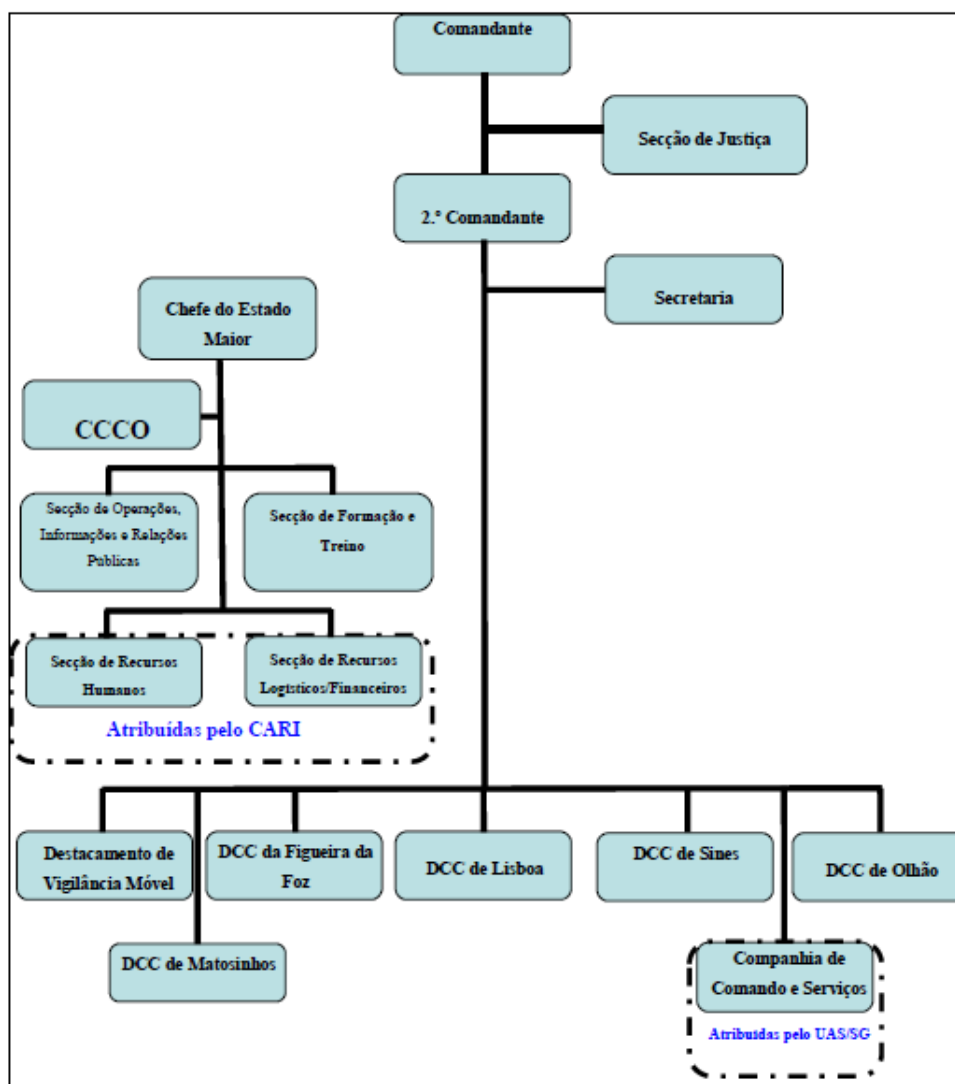 Comandante
Secção de Justiça
2.º Comandante
Secretaria
Chefe do Estado
Maior
CCCO
Secção de Operações,
Informações e Relações
Públicas
Secção de Formação e
Treino
Secção de Recursos
Humanos
Secção de Recursos
Logísticos/Financeiros
Atribuídas pelo CARI
Destacamento de
Vigilância Móvel
DCC da Figueira da
Foz
DCC de Lisboa
DCC de Sines
DCC de Olhão
DCC de Matosinhos
Companhia de
Comando e Serviços
Atribuídas pelo UAS/SG